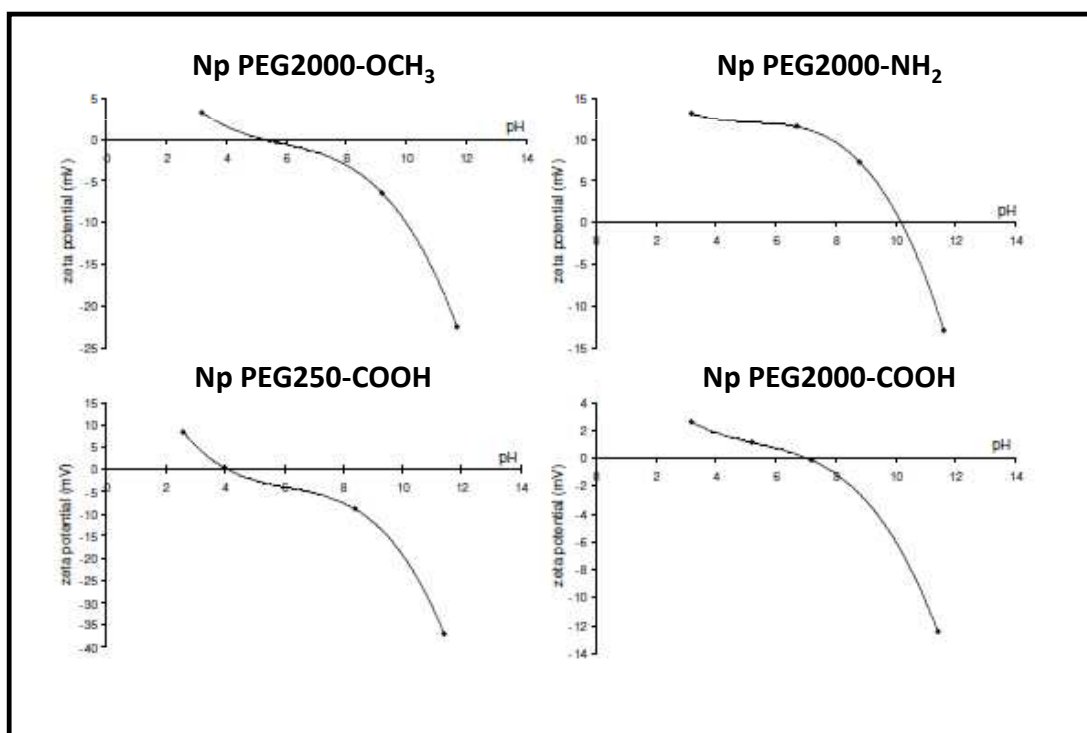 Np PEG2000-OCH₃
5
0
-5
-10
-15
-20
-25
0 2 4 6 8 10 12 14
pH
zeta potential (mV)
Np PEG2000-NH₂
15
10
5
0
-5
-10
-15
0 2 4 6 8 10 12 14
pH
zeta potential (mV)
Np PEG250-COOH
15
10
5
0
-5
-10
-15
-20
-25
-30
-35
-40
0 2 4 6 8 10 12 14
pH
zeta potential (mV)
Np PEG2000-COOH
4
2
0
-2
-4
-6
-8
-10
-12
-14
0 2 4 6 8 10 12 14
pH
zeta potential (mV)